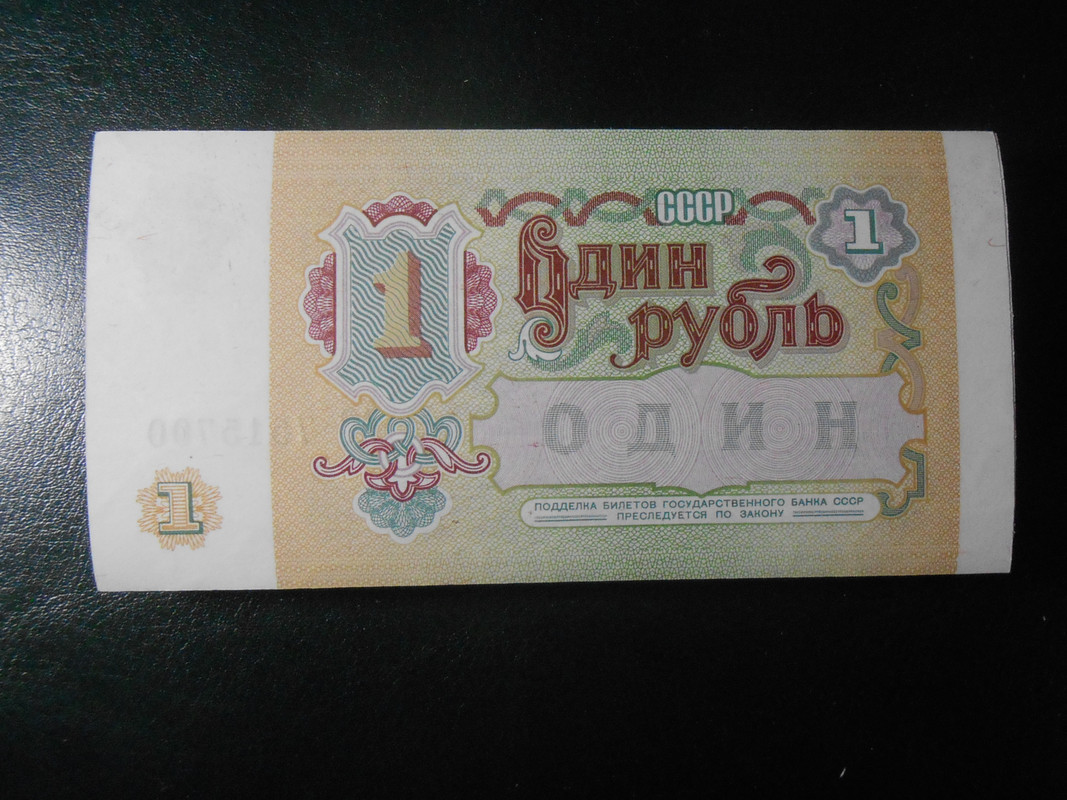 СССР
1
1
Один
рубль
ОДИН
ПОДДЕЛКА БИЛЕТОВ ГОСУДАРСТВЕННОГО БАНКА СССР
ПРЕСЛЕДУЕТСЯ ПО ЗАКОНУ
1